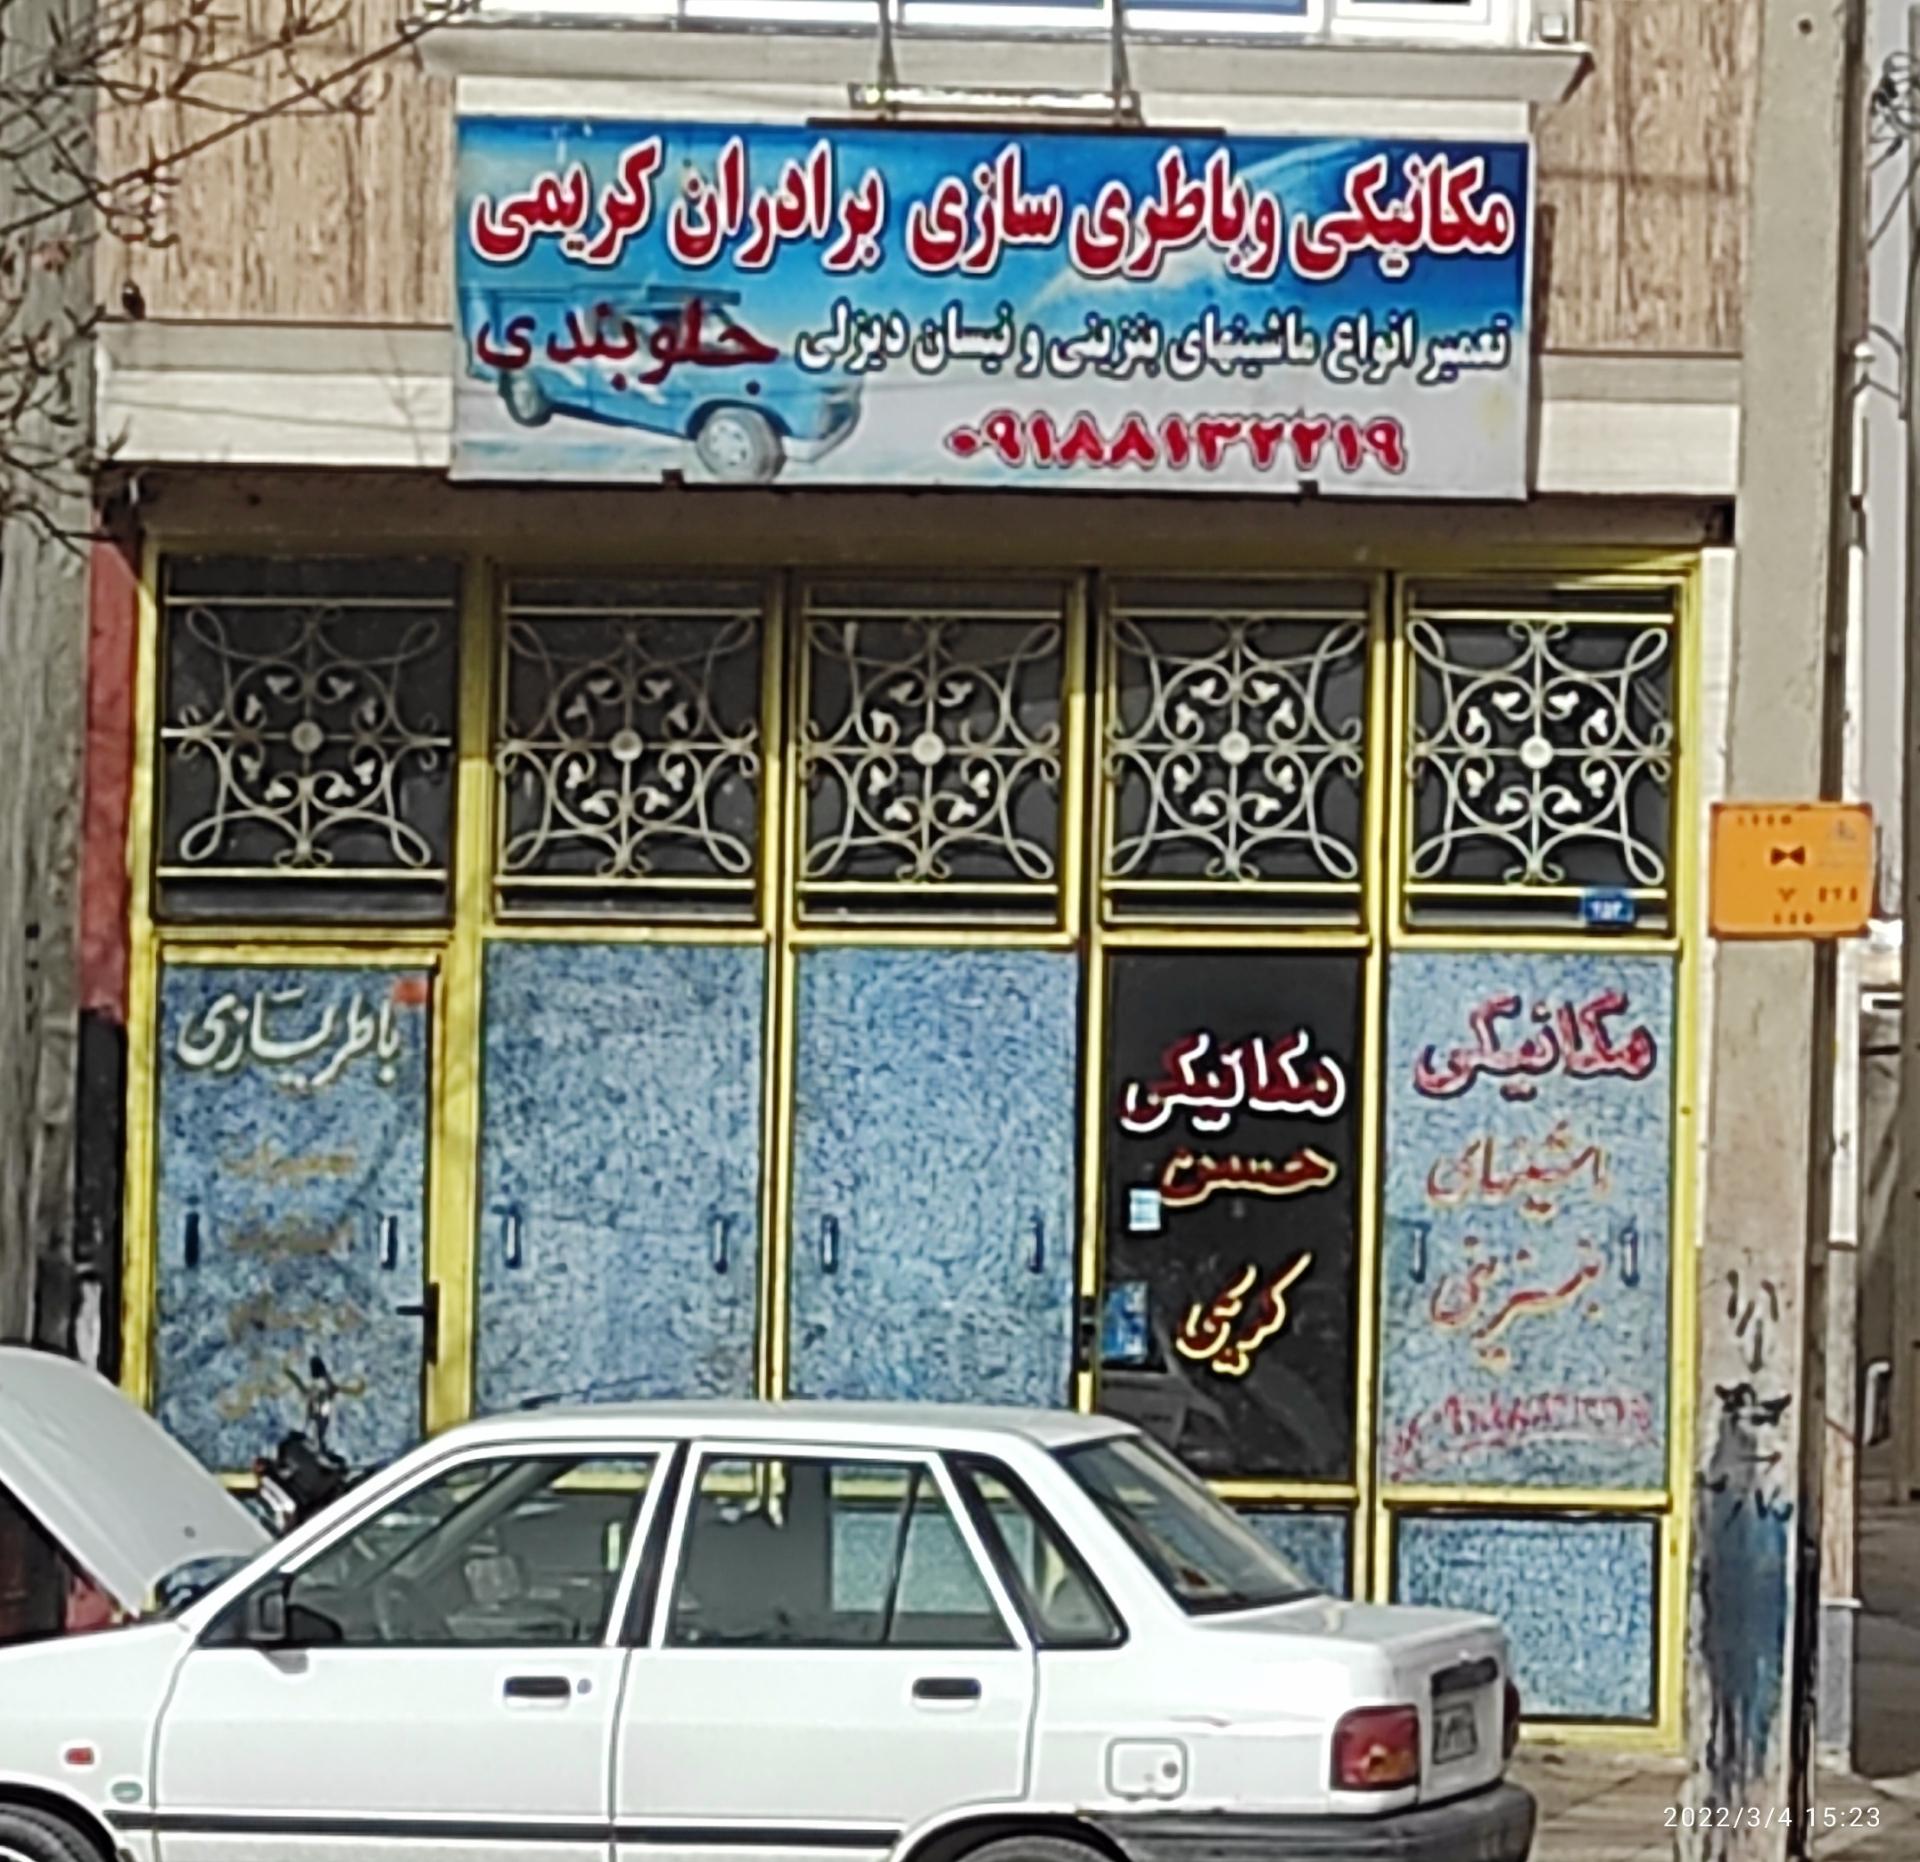 مکانیکی وباطری سازی برادران کریمی
تعمیر انواع ماشینهای بنزینی و نیسان دیزلی جلوبندی
۰۹۱۸۸۱۳۲۲۱۹
مکانیکی
ماشینهای
بنزینی
مکانیکی
حسین
کریمی
باطریسازی
2022/3/4 15:23